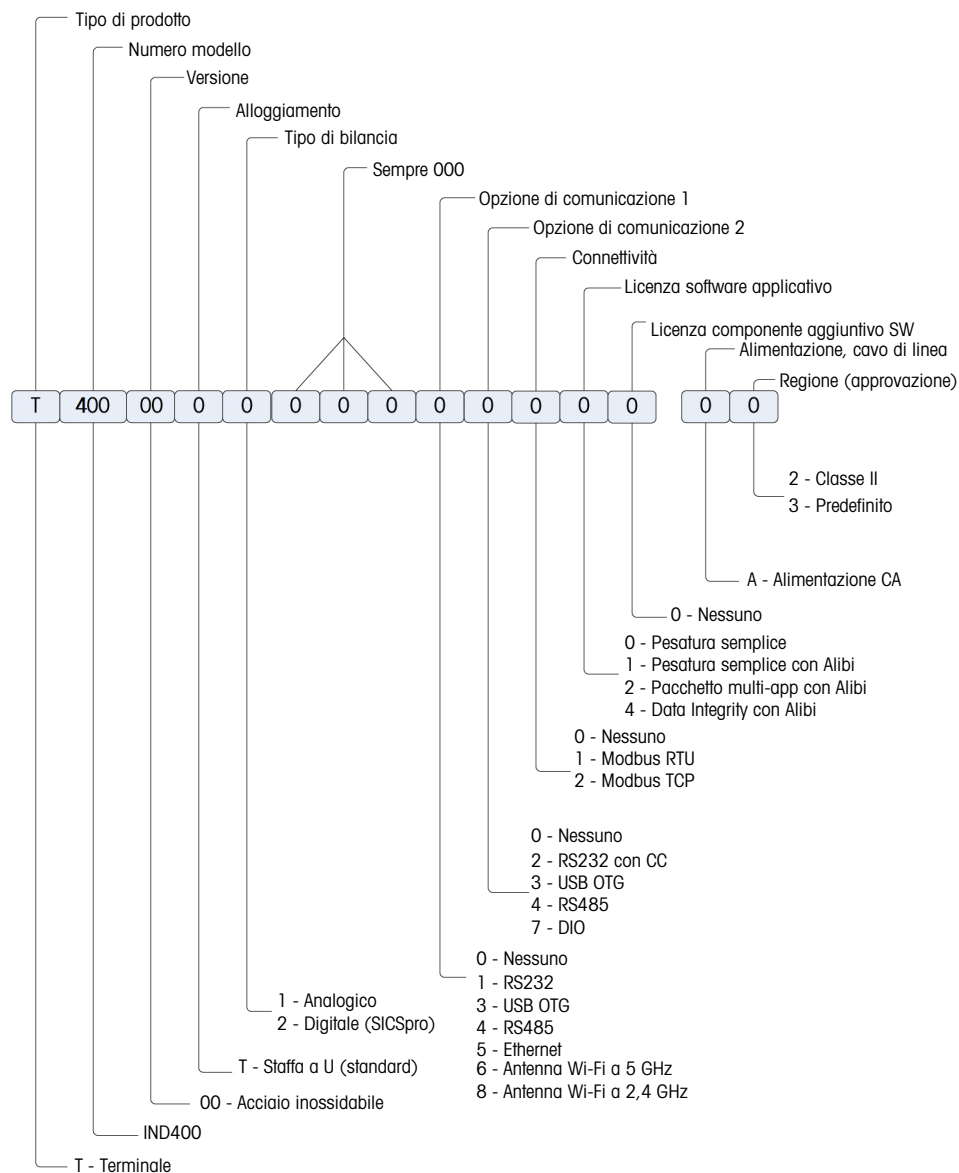 Tipo di prodotto
Numero modello
Versione
Alloggiamento
Tipo di bilancia
Sempre 000
Opzione di comunicazione 1
Opzione di comunicazione 2
Connettività
Licenza software applicativo
Licenza componente aggiuntivo SW
Alimentazione, cavo di linea
Regione (approvazione)
T 400 00 0 0 0 0 0 0 0 0 0 0 0 0
2 - Classe II
3 - Predefinito
A - Alimentazione CA
0 - Nessuno
0 - Pesatura semplice
1 - Pesatura semplice con Alibi
2 - Pacchetto multi-app con Alibi
4 - Data Integrity con Alibi
0 - Nessuno
1 - Modbus RTU
2 - Modbus TCP
0 - Nessuno
2 - RS232 con CC
3 - USB OTG
4 - RS485
7 - DIO
0 - Nessuno
1 - RS232
3 - USB OTG
4 - RS485
5 - Ethernet
6 - Antenna Wi-Fi a 5 GHz
8 - Antenna Wi-Fi a 2,4 GHz
1 - Analogico
2 - Digitale (SICSpro)
T - Staffa a U (standard)
00 - Acciaio inossidabile
IND400
T - Terminale